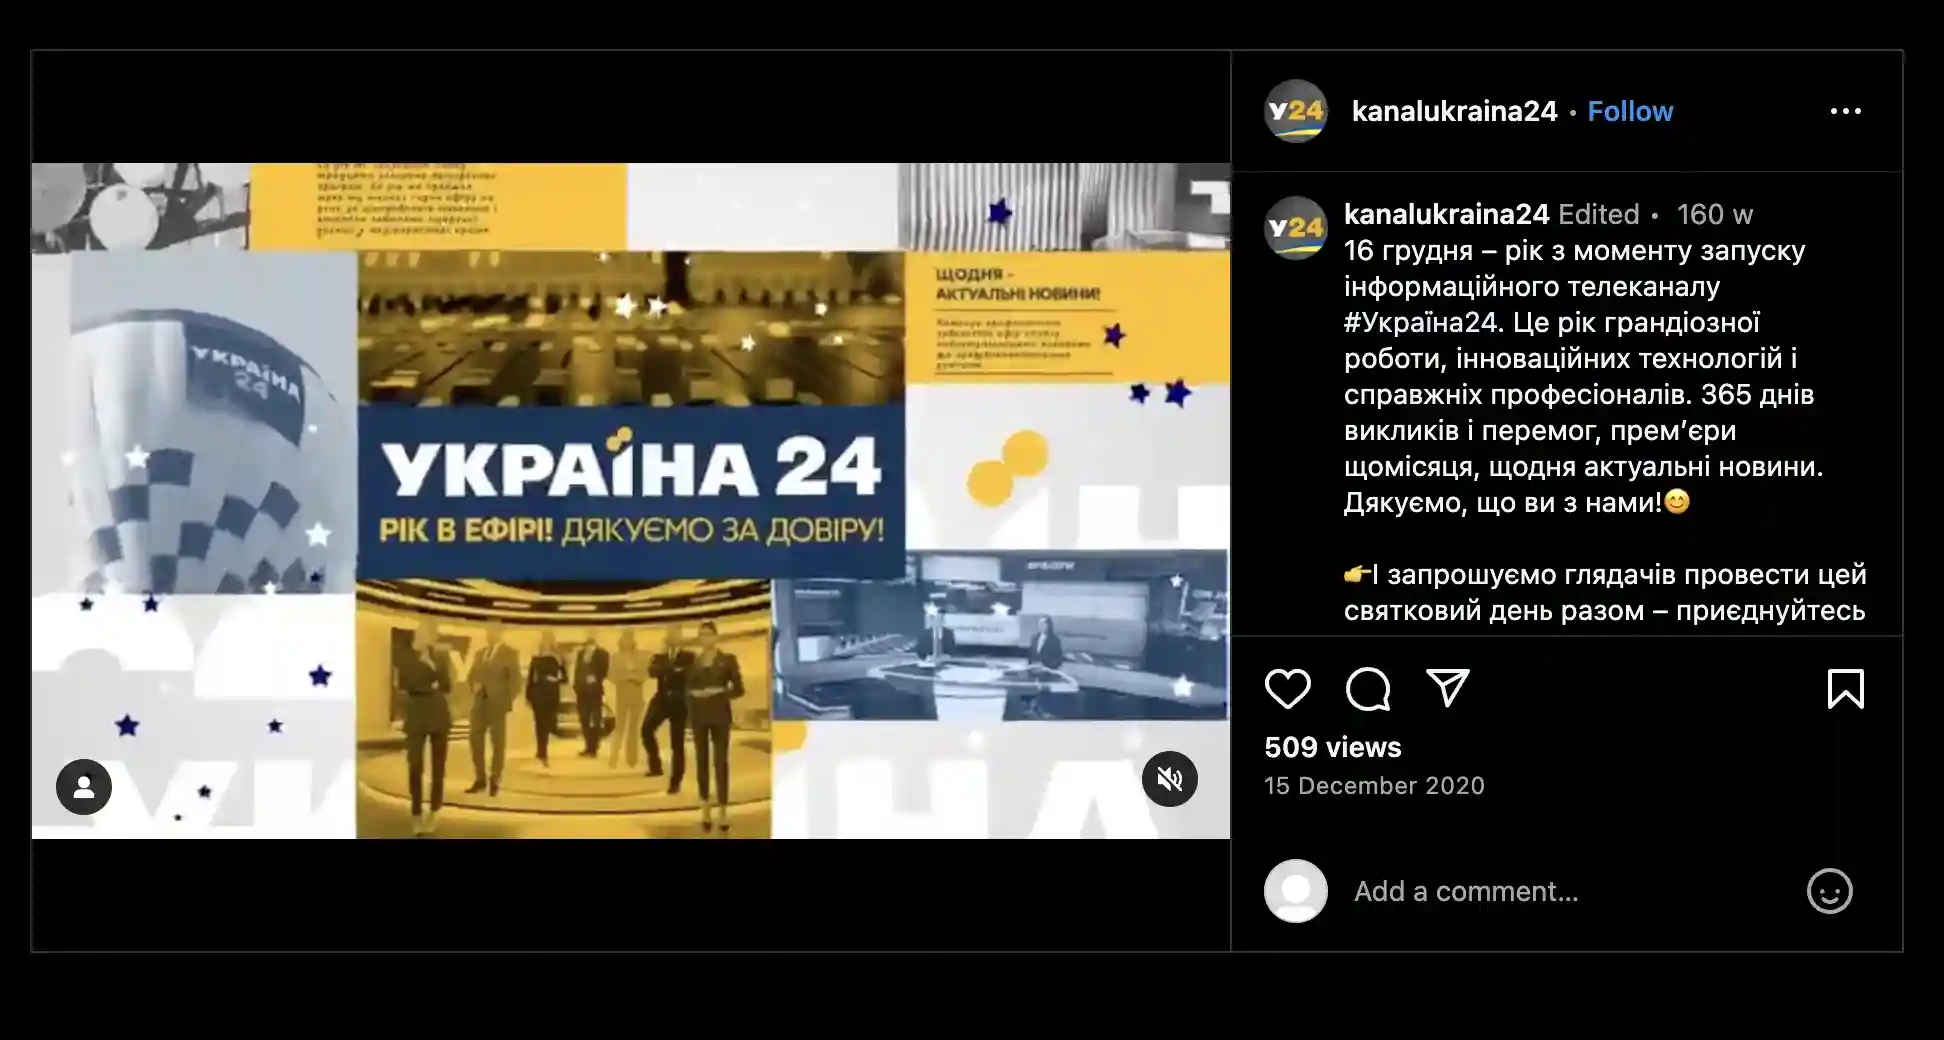 УКРАЇНА
24
ЩОДНЯ -
АКТУАЛЬНІ НОВИНИ!
УКРАЇНА 24
РІК В ЕФІРІ! ДЯКУЄМО ЗА ДОВІРУ!
У24
kanalukraina24 • Follow
У24
kanalukraina24 Edited • 160 w
16 грудня – рік з моменту запуску
інформаційного телеканалу
#Україна24. Це рік грандіозної
роботи, інноваційних технологій і
справжніх професіоналів. 365 днів
викликів і перемог, прем’єри
щомісяця, щодня актуальні новини.
Дякуємо, що ви з нами!😊
👉І запрошуємо глядачів провести цей
святковий день разом – приєднуйтесь
509 views
15 December 2020
Add a comment...